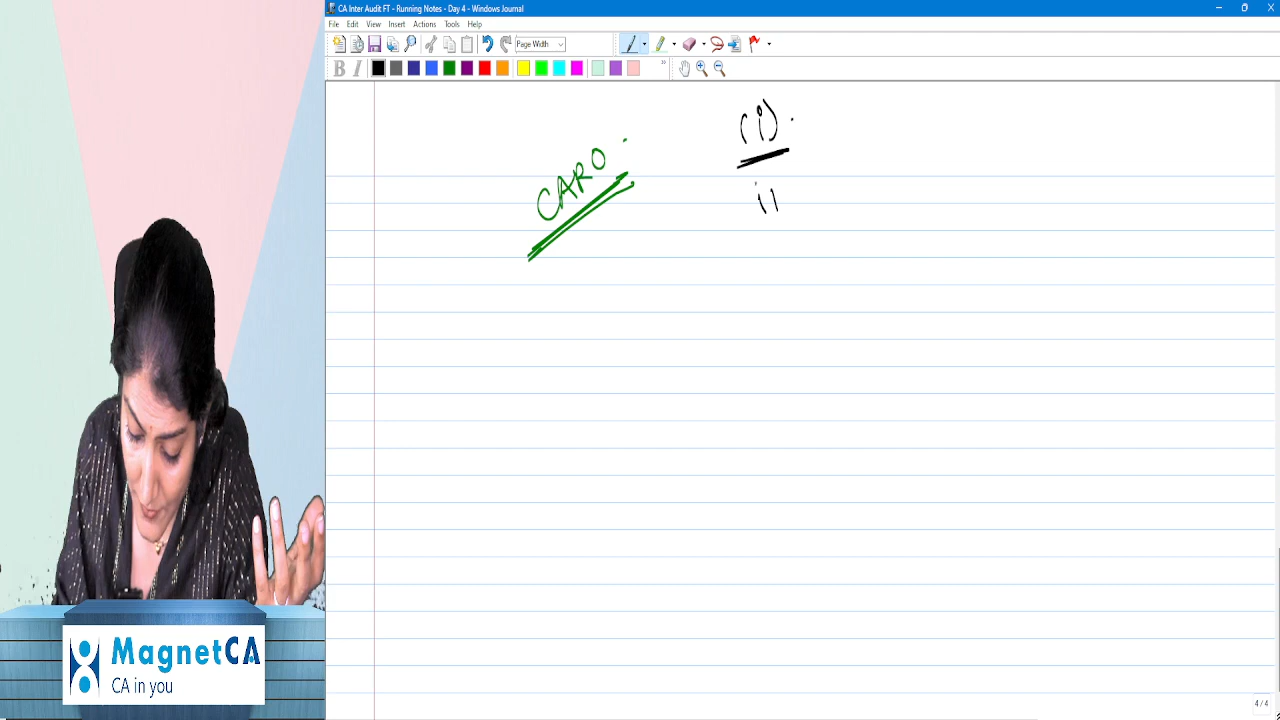 CA Inter Audit FT - Running Notes - Day 4 - Windows Journal
File Edit View Insert Actions Tools Help
Page Width
B I
CARO.
(i).
ii
MagnetCA
CA in you
4 / 4